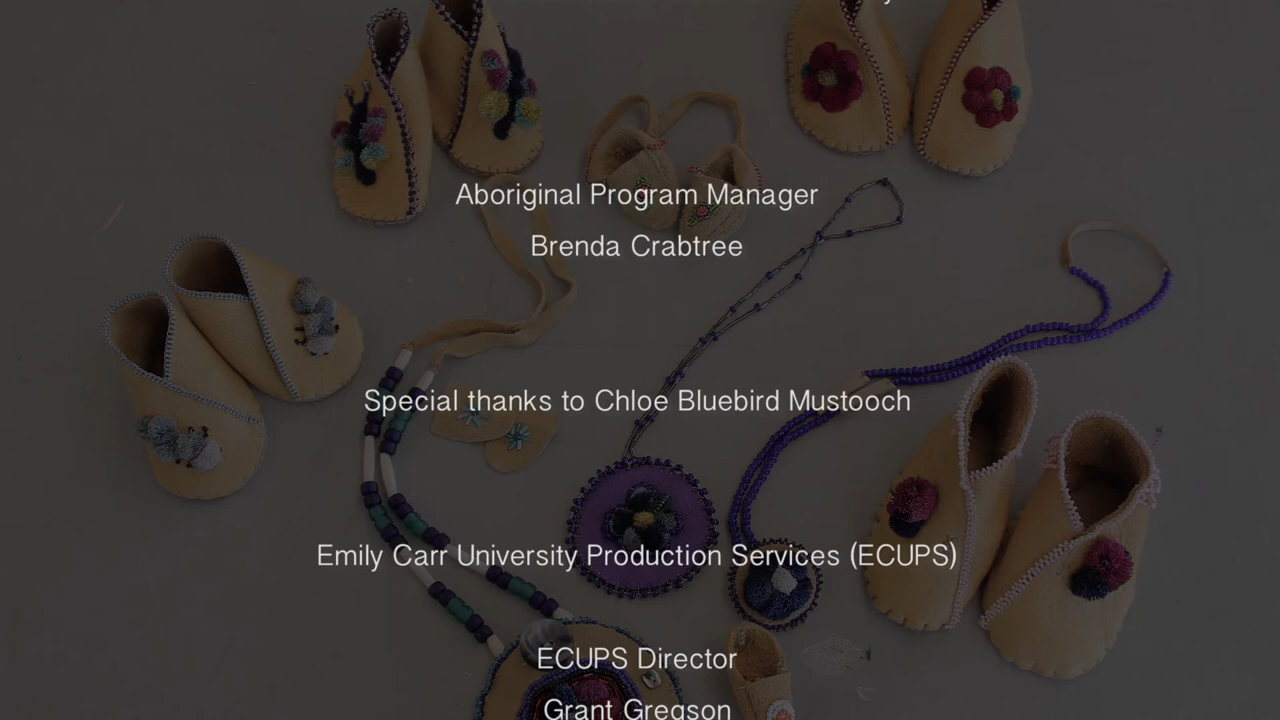 Aboriginal Program Manager
Brenda Crabtree
Special thanks to Chloe Bluebird Mustooch
Emily Carr University Production Services (ECUPS)
ECUPS Director
Grant Gregson